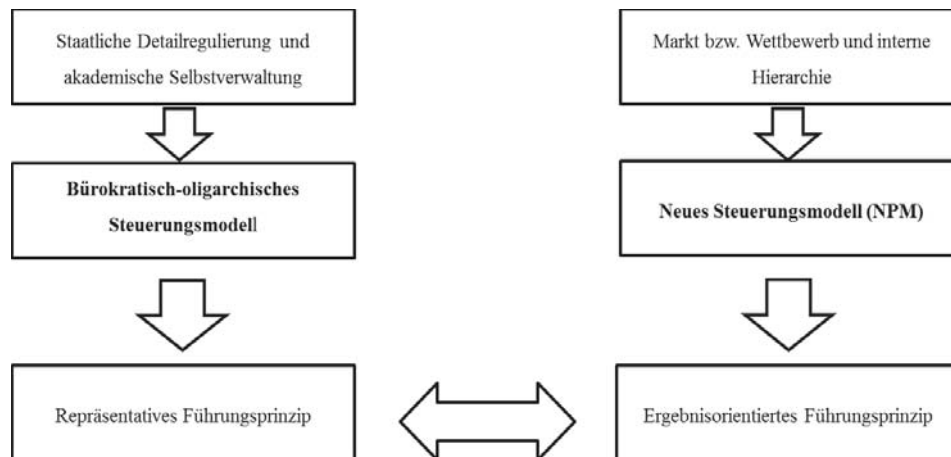 Staatliche Detailregulierung und
akademische Selbstverwaltung
Markt bzw. Wettbewerb und interne
Hierarchie
Bürokratisch-oligarchisches
Steuerungsmodell
Neues Steuerungsmodell (NPM)
Repräsentatives Führungsprinzip
Ergebnisorientiertes Führungsprinzip